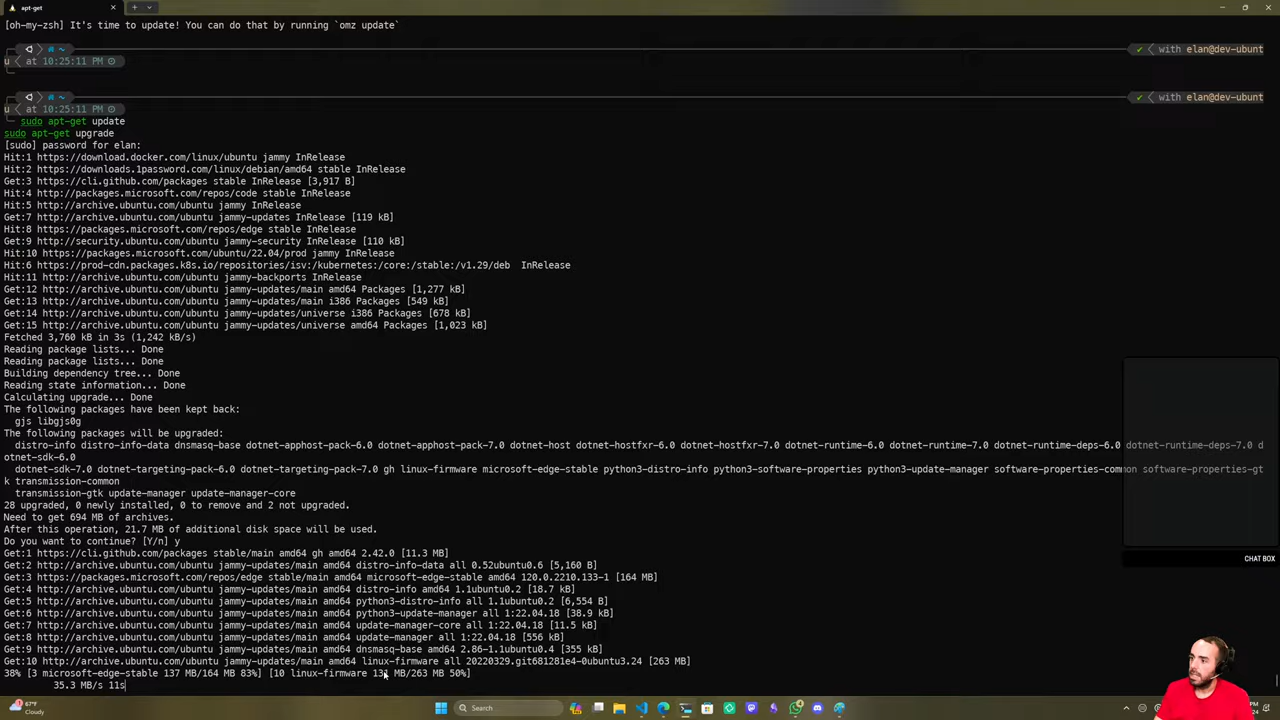 apt-get
[oh-my-zsh] It's time to update! You can do that by running `omz update`
~ ✔ with elan@dev-ubunt
u at 10:25:11 PM
~ ✔ with elan@dev-ubunt
u at 10:25:11 PM
sudo apt-get update
sudo apt-get upgrade
[sudo] password for elan:
Hit:1 https://download.docker.com/linux/ubuntu jammy InRelease
Hit:2 https://downloads.1password.com/linux/debian/amd64 stable InRelease
Get:3 https://cli.github.com/packages stable InRelease [3,917 B]
Hit:4 http://packages.microsoft.com/repos/code stable InRelease
Hit:5 http://archive.ubuntu.com/ubuntu jammy InRelease
Get:7 http://archive.ubuntu.com/ubuntu jammy-updates InRelease [119 kB]
Hit:8 https://packages.microsoft.com/repos/edge stable InRelease
Get:9 http://security.ubuntu.com/ubuntu jammy-security InRelease [110 kB]
Hit:10 https://packages.microsoft.com/ubuntu/22.04/prod jammy InRelease
Hit:6 https://prod-cdn.packages.k8s.io/repositories/isv:/kubernetes:/core:/stable:/v1.29/deb  InRelease
Hit:11 http://archive.ubuntu.com/ubuntu jammy-backports InRelease
Get:12 http://archive.ubuntu.com/ubuntu jammy-updates/main amd64 Packages [1,277 kB]
Get:13 http://archive.ubuntu.com/ubuntu jammy-updates/main i386 Packages [549 kB]
Get:14 http://archive.ubuntu.com/ubuntu jammy-updates/universe i386 Packages [678 kB]
Get:15 http://archive.ubuntu.com/ubuntu jammy-updates/universe amd64 Packages [1,023 kB]
Fetched 3,760 kB in 3s (1,242 kB/s)
Reading package lists... Done
Reading package lists... Done
Building dependency tree... Done
Reading state information... Done
Calculating upgrade... Done
The following packages have been kept back:
gjs libgjs0g
The following packages will be upgraded:
distro-info distro-info-data dnsmasq-base dotnet-apphost-pack-6.0 dotnet-apphost-pack-7.0 dotnet-host dotnet-hostfxr-6.0 dotnet-hostfxr-7.0 dotnet-runtime-6.0 dotnet-runtime-7.0 dotnet-runtime-deps-6.0 dotnet-runtime-deps-7.0 d
otnet-sdk-6.0
dotnet-sdk-7.0 dotnet-targeting-pack-6.0 dotnet-targeting-pack-7.0 gh linux-firmware microsoft-edge-stable python3-distro-info python3-software-properties python3-update-manager software-properties-common software-properties-gt
k transmission-common
transmission-gtk update-manager update-manager-core
28 upgraded, 0 newly installed, 0 to remove and 2 not upgraded.
Need to get 694 MB of archives.
After this operation, 21.7 MB of additional disk space will be used.
Do you want to continue? [Y/n] y
Get:1 https://cli.github.com/packages stable/main amd64 gh amd64 2.42.0 [11.3 MB]
Get:2 http://archive.ubuntu.com/ubuntu jammy-updates/main amd64 distro-info-data all 0.52ubuntu0.6 [5,160 B]
Get:3 https://packages.microsoft.com/repos/edge stable/main amd64 microsoft-edge-stable amd64 120.0.2210.133-1 [164 MB]
Get:4 http://archive.ubuntu.com/ubuntu jammy-updates/main amd64 distro-info amd64 1.1ubuntu0.2 [18.7 kB]
Get:5 http://archive.ubuntu.com/ubuntu jammy-updates/main amd64 python3-distro-info all 1.1ubuntu0.2 [6,554 B]
Get:6 http://archive.ubuntu.com/ubuntu jammy-updates/main amd64 python3-update-manager all 1:22.04.18 [38.9 kB]
Get:7 http://archive.ubuntu.com/ubuntu jammy-updates/main amd64 update-manager-core all 1:22.04.18 [11.5 kB]
Get:8 http://archive.ubuntu.com/ubuntu jammy-updates/main amd64 update-manager all 1:22.04.18 [556 kB]
Get:9 http://archive.ubuntu.com/ubuntu jammy-updates/main amd64 dnsmasq-base amd64 2.86-1.1ubuntu0.4 [355 kB]
Get:10 http://archive.ubuntu.com/ubuntu jammy-updates/main amd64 linux-firmware all 20220329.git681281e4-0ubuntu3.24 [263 MB]
38% [3 microsoft-edge-stable 137 MB/164 MB 83%] [10 linux-firmware 131 MB/263 MB 50%]
35.3 MB/s 11s
CHAT BOX
67°F
Cloudy
Search